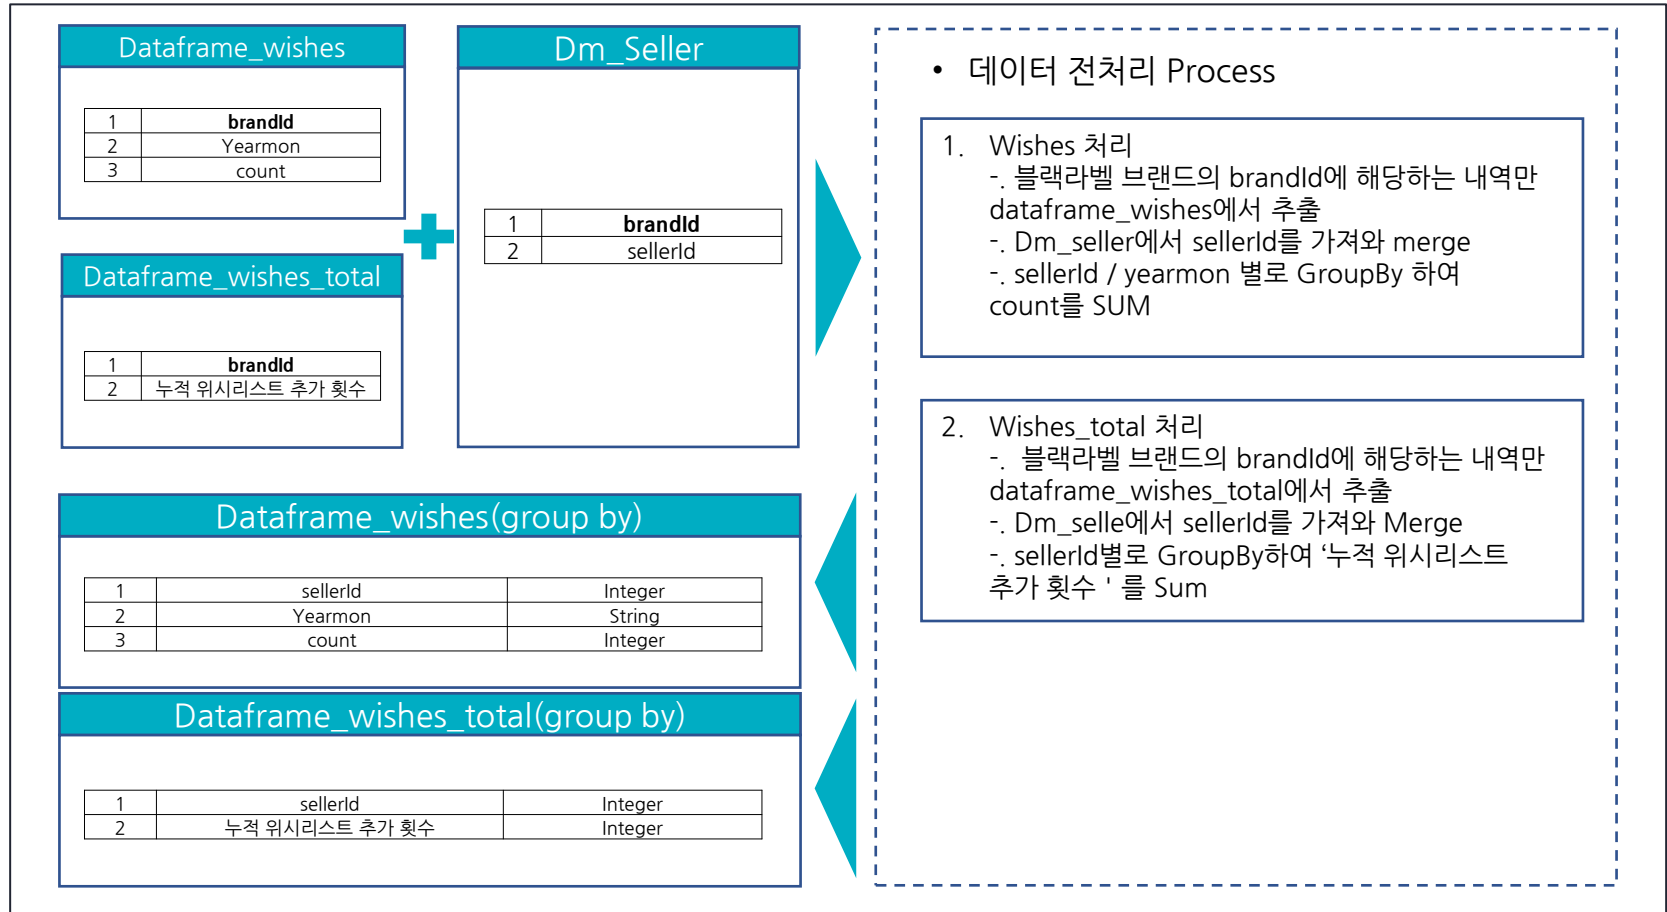 Dataframe_wishes
1 brandId
2 Yearmon
3 count
Dataframe_wishes_total
1 brandId
2 누적 위시리스트 추가 횟수
Dm_Seller
1 brandId
2 sellerId
• 데이터 전처리 Process
1. Wishes 처리
-. 블랙라벨 브랜드의 brandId에 해당하는 내역만
dataframe_wishes에서 추출
-. Dm_seller에서 sellerId를 가져와 merge
-. sellerId / yearmon 별로 GroupBy 하여
count를 SUM
2. Wishes_total 처리
-. 블랙라벨 브랜드의 brandId에 해당하는 내역만
dataframe_wishes_total에서 추출
-. Dm_selle에서 sellerId를 가져와 Merge
-. sellerId별로 GroupBy하여 ‘누적 위시리스트
추가 횟수 ' 를 Sum
Dataframe_wishes(group by)
1 sellerId Integer
2 Yearmon String
3 count Integer
Dataframe_wishes_total(group by)
1 sellerId Integer
2 누적 위시리스트 추가 횟수 Integer